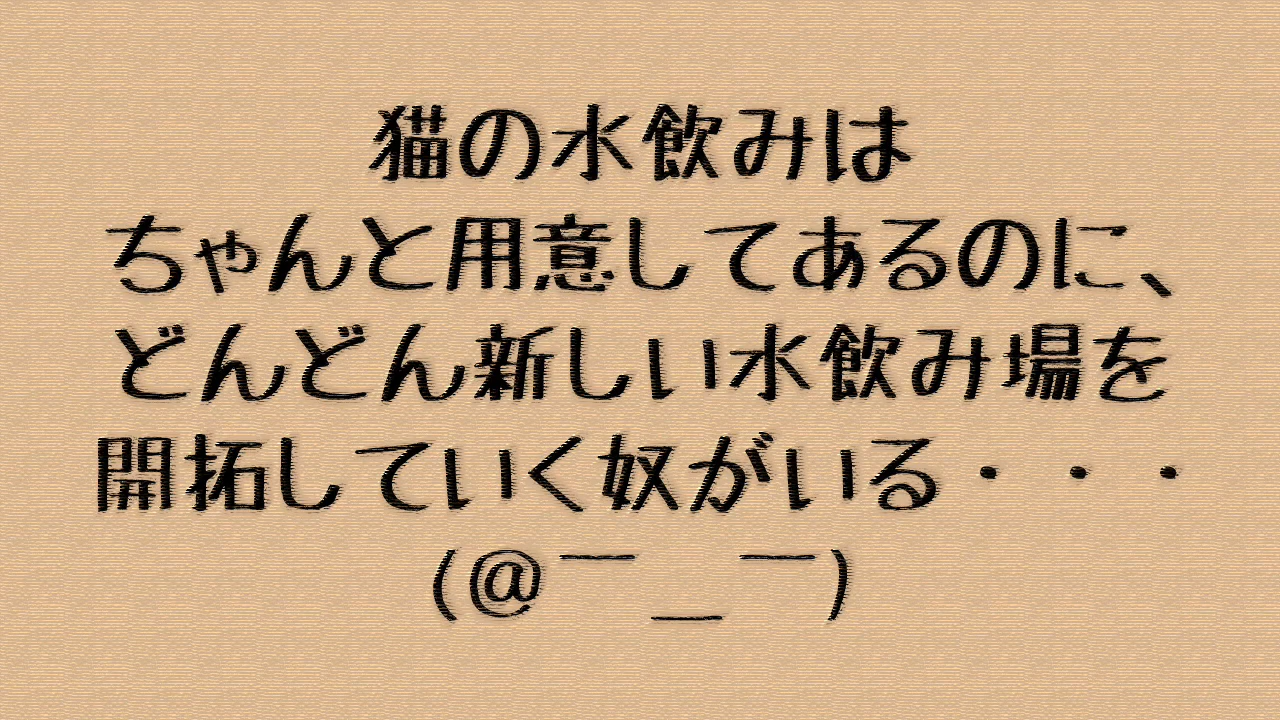 猫の水飲みは
ちゃんと用意してあるのに、
どんどん新しい水飲み場を
開拓していく奴がいる・・・
(@￣＿￣)